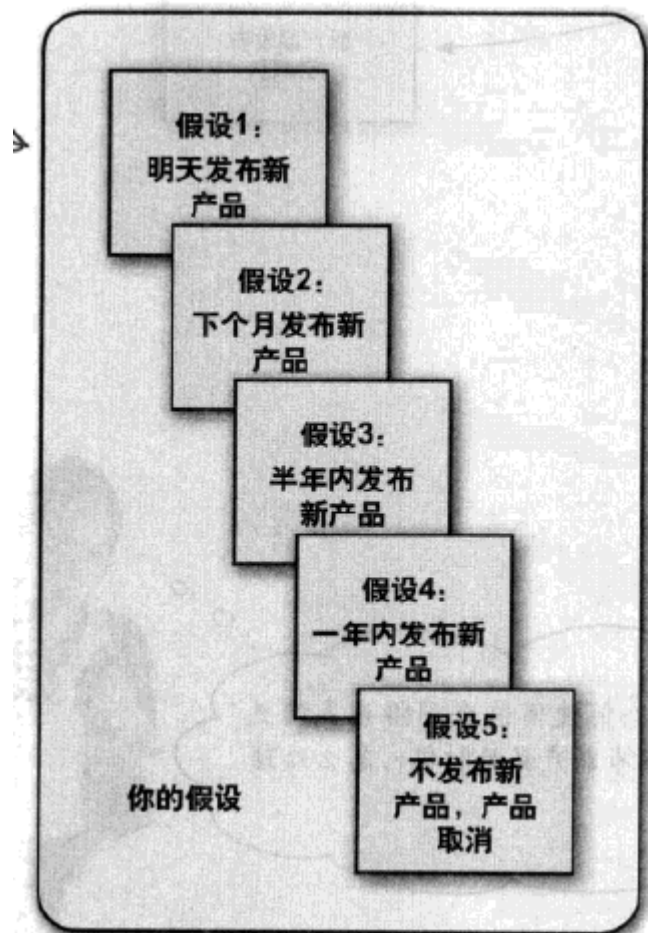 假设1：
明天发布新
产品
假设2：
下个月发布新
产品
假设3：
半年内发布
新产品
假设4：
一年内发布新
产品
假设5：
不发布新
产品，产品
取消
你的假设